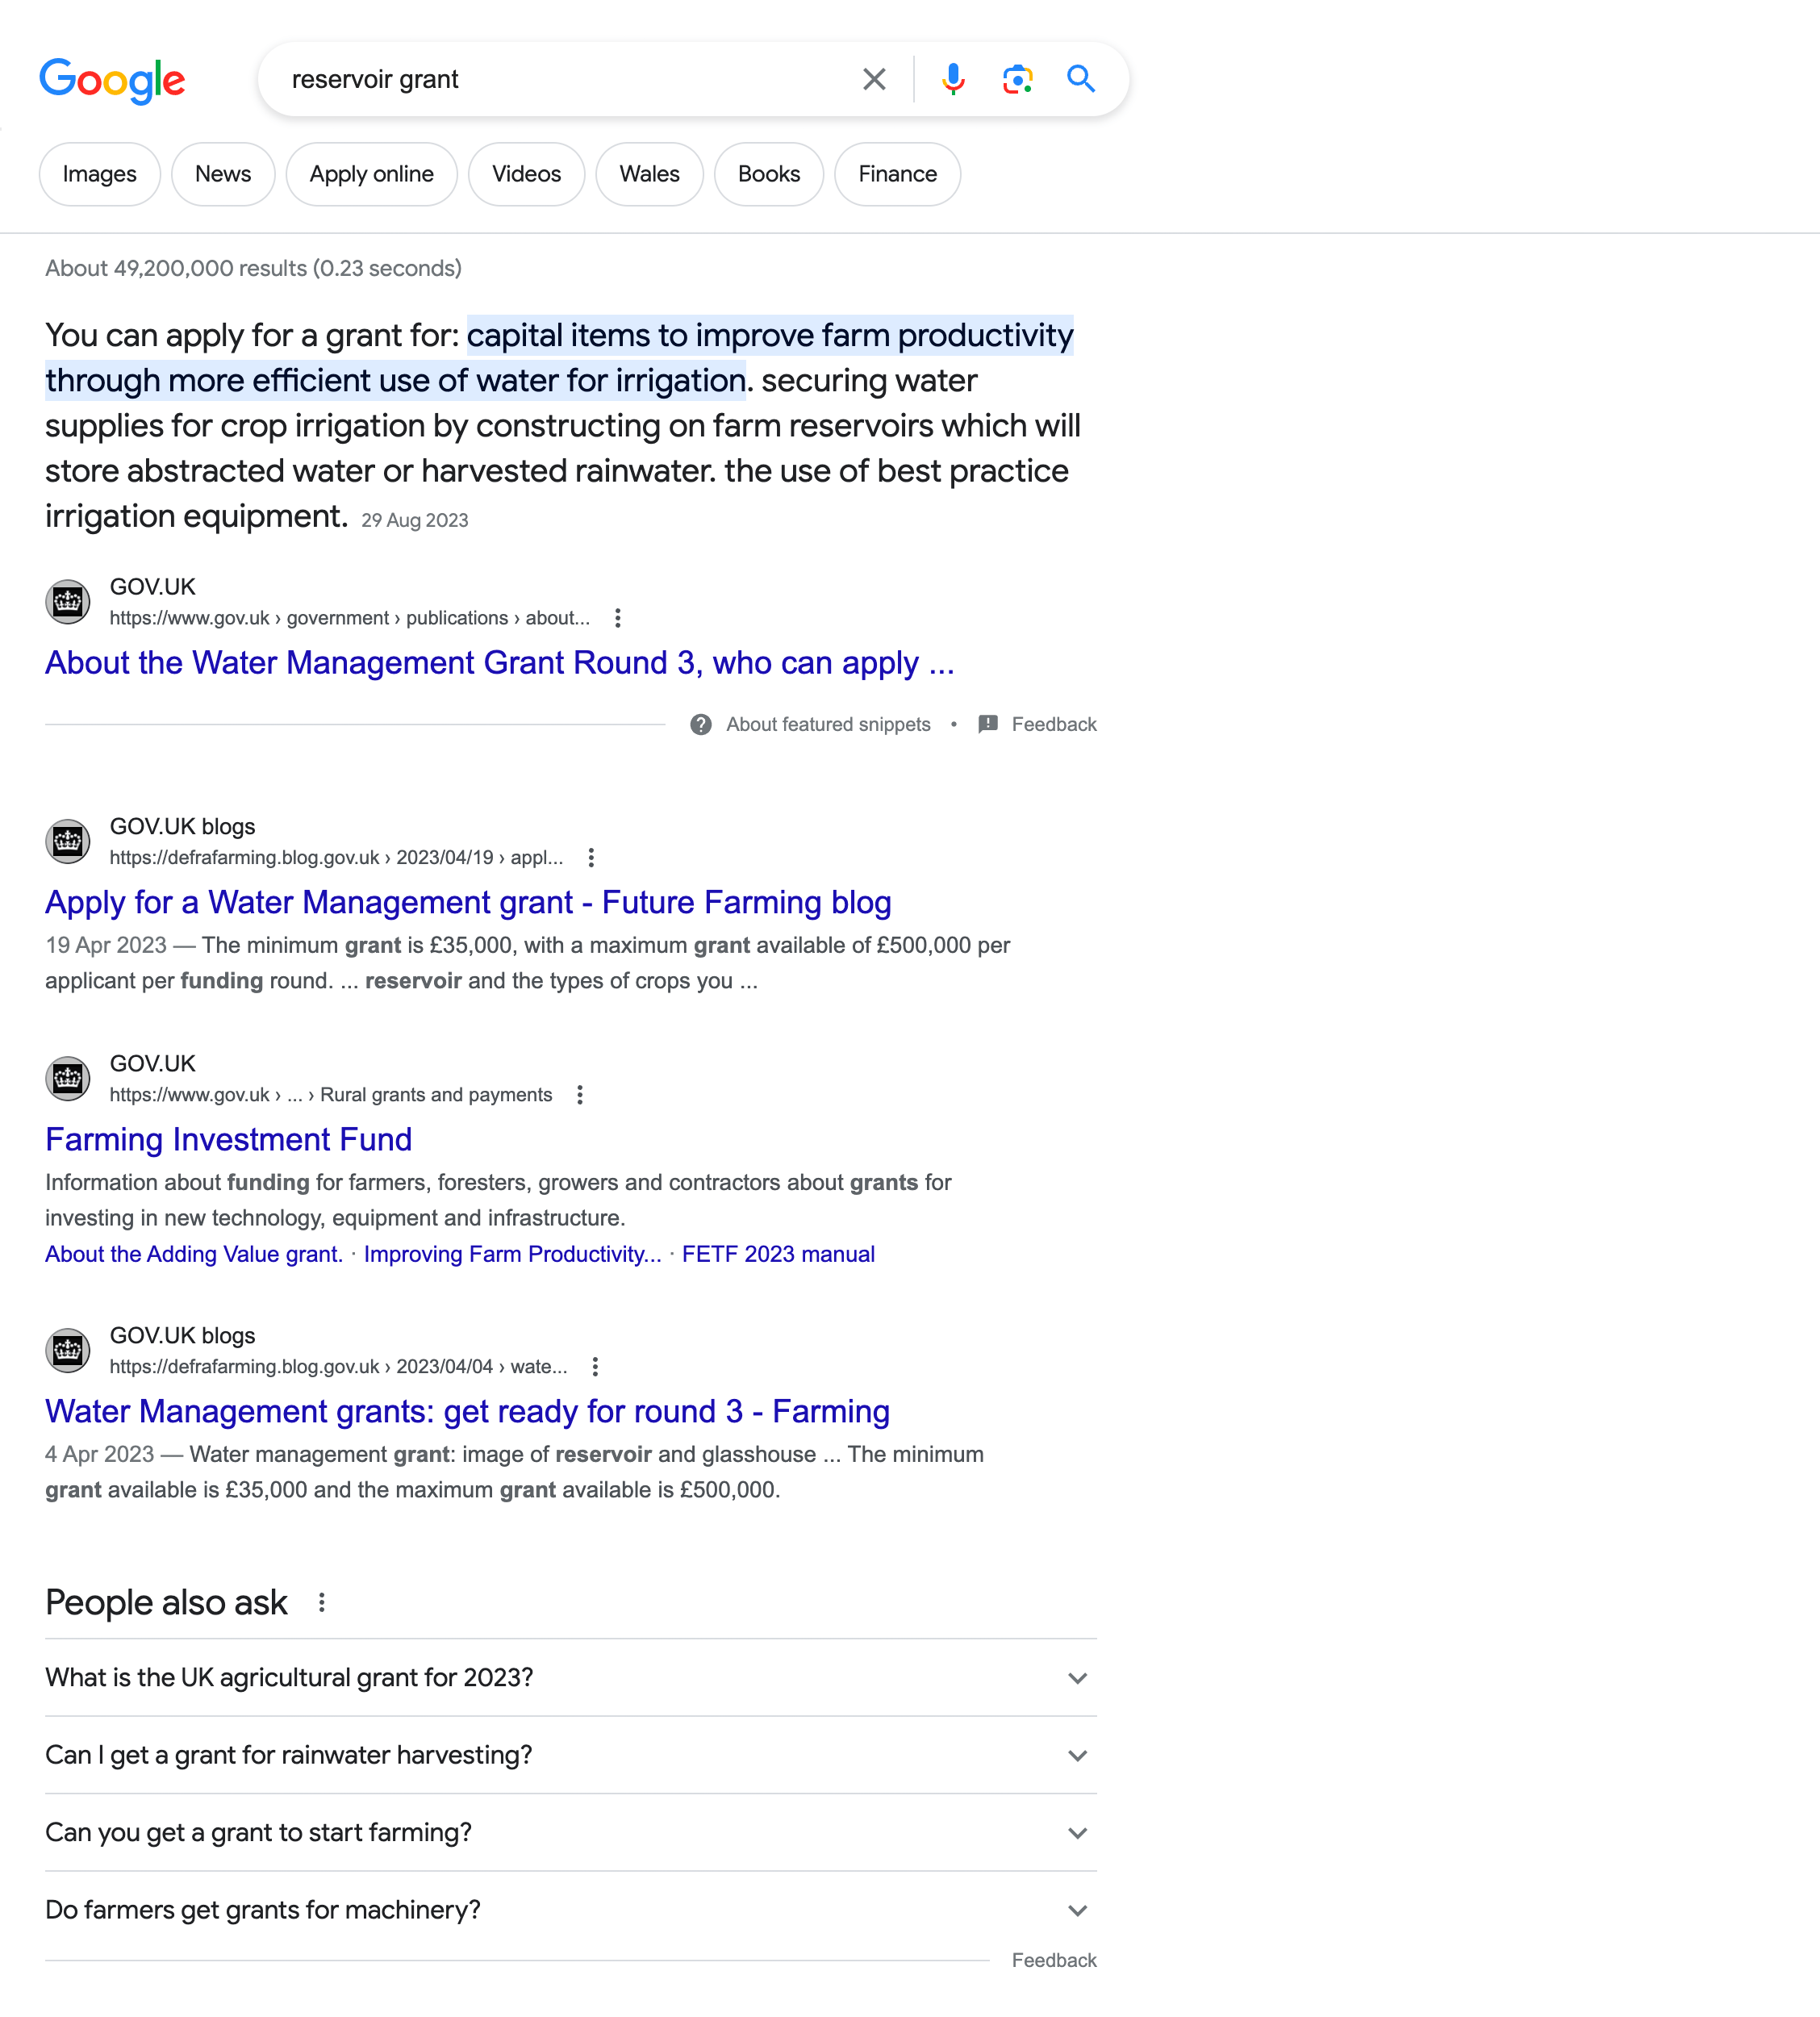 Google
reservoir grant
Images
News
Apply online
Videos
Wales
Books
Finance
About 49,200,000 results (0.23 seconds)
You can apply for a grant for: capital items to improve farm productivity
through more efficient use of water for irrigation. securing water
supplies for crop irrigation by constructing on farm reservoirs which will
store abstracted water or harvested rainwater. the use of best practice
irrigation equipment. 29 Aug 2023
GOV.UK
https://www.gov.uk › government › publications › about...
About the Water Management Grant Round 3, who can apply ...
About featured snippets • Feedback
GOV.UK blogs
https://defrafarming.blog.gov.uk › 2023/04/19 › appl...
Apply for a Water Management grant - Future Farming blog
19 Apr 2023 — The minimum grant is £35,000, with a maximum grant available of £500,000 per
applicant per funding round. ... reservoir and the types of crops you ...
GOV.UK
https://www.gov.uk › ... › Rural grants and payments
Farming Investment Fund
Information about funding for farmers, foresters, growers and contractors about grants for
investing in new technology, equipment and infrastructure.
About the Adding Value grant. · Improving Farm Productivity... · FETF 2023 manual
GOV.UK blogs
https://defrafarming.blog.gov.uk › 2023/04/04 › wate...
Water Management grants: get ready for round 3 - Farming
4 Apr 2023 — Water management grant: image of reservoir and glasshouse ... The minimum
grant available is £35,000 and the maximum grant available is £500,000.
People also ask
What is the UK agricultural grant for 2023?
Can I get a grant for rainwater harvesting?
Can you get a grant to start farming?
Do farmers get grants for machinery?
Feedback